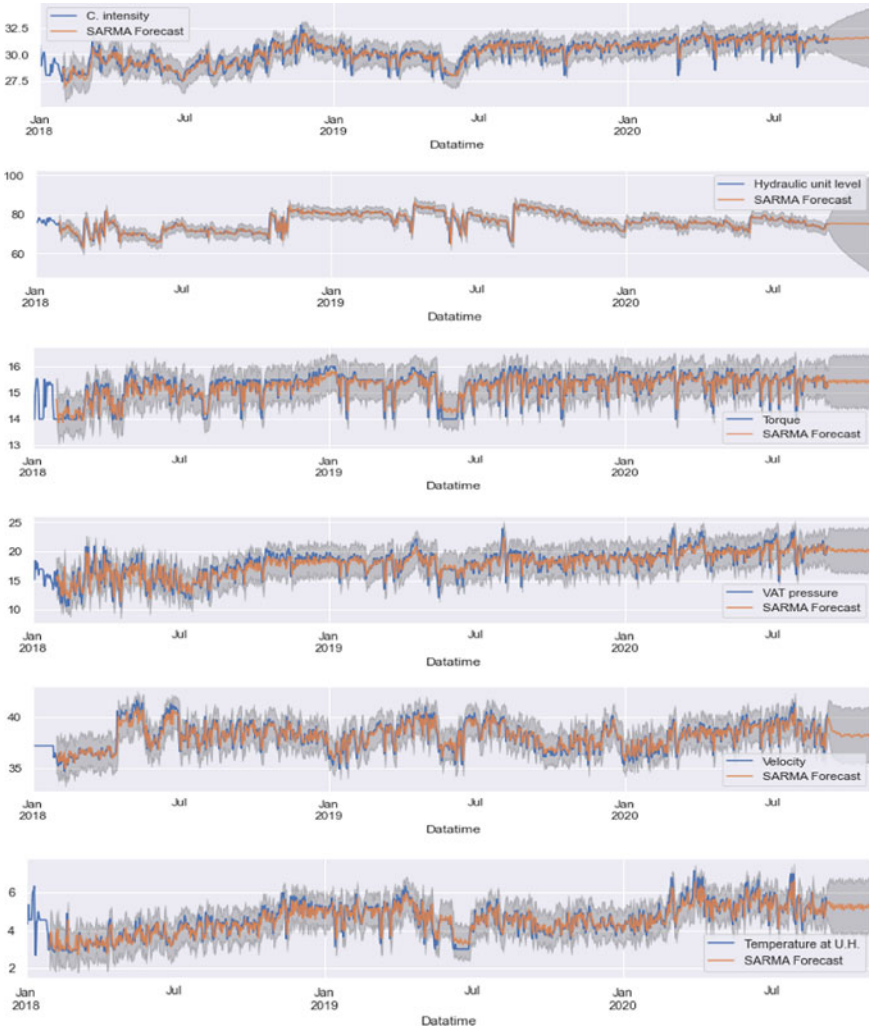 C. intensity
SARMA Forecast
32.5
30.0
27.5
Jan Jul Jan Jul Jan Jul
2018 2019 2020
Datatime
100
80
60
Hydraulic unit level
SARMA Forecast
Jan Jul Jan Jul Jan Jul
2018 2019 2020
Datatime
16
15
14
13
Torque
SARMA Forecast
Jan Jul Jan Jul Jan Jul
2018 2019 2020
Datatime
25
20
15
10
VAT pressure
SARMA Forecast
Jan Jul Jan Jul Jan Jul
2018 2019 2020
Datatime
40
35
Velocity
SARMA Forecast
Jan Jul Jan Jul Jan Jul
2018 2019 2020
Datatime
6
4
2
Temperature at U.H.
SARMA Forecast
Jan Jul Jan Jul Jan Jul
2018 2019 2020
Datatime